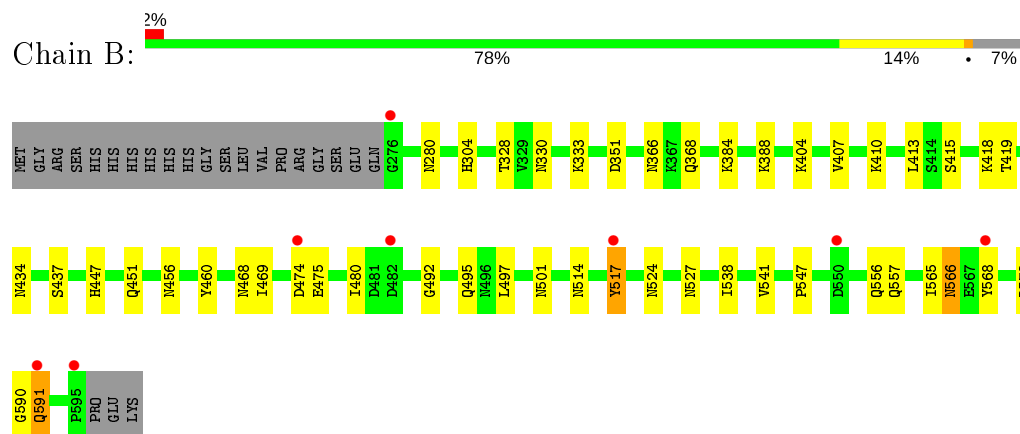 2%
Chain B:
78% 14% • 7%
MET GLY ARG SER HIS HIS HIS HIS HIS HIS GLY SER LEU VAL PRO ARG GLY SER GLU GLN G276 N280 H304 T328 V329 N330 K333 D351 N366 K367 Q368 K384 K388 K404 V407 K410 L413 S414 S415 K418 T419
N434 S437 H447 Q451 N456 Y460 N468 I469 D474 E475 I480 D481 D482 G492 Q495 N496 L497 N501 N514 Y517 N524 N527 I538 V541 P547 D550 Q556 Q557 I565 N566 E567 Y568
G590 Q591 P595 PRO GLU LYS